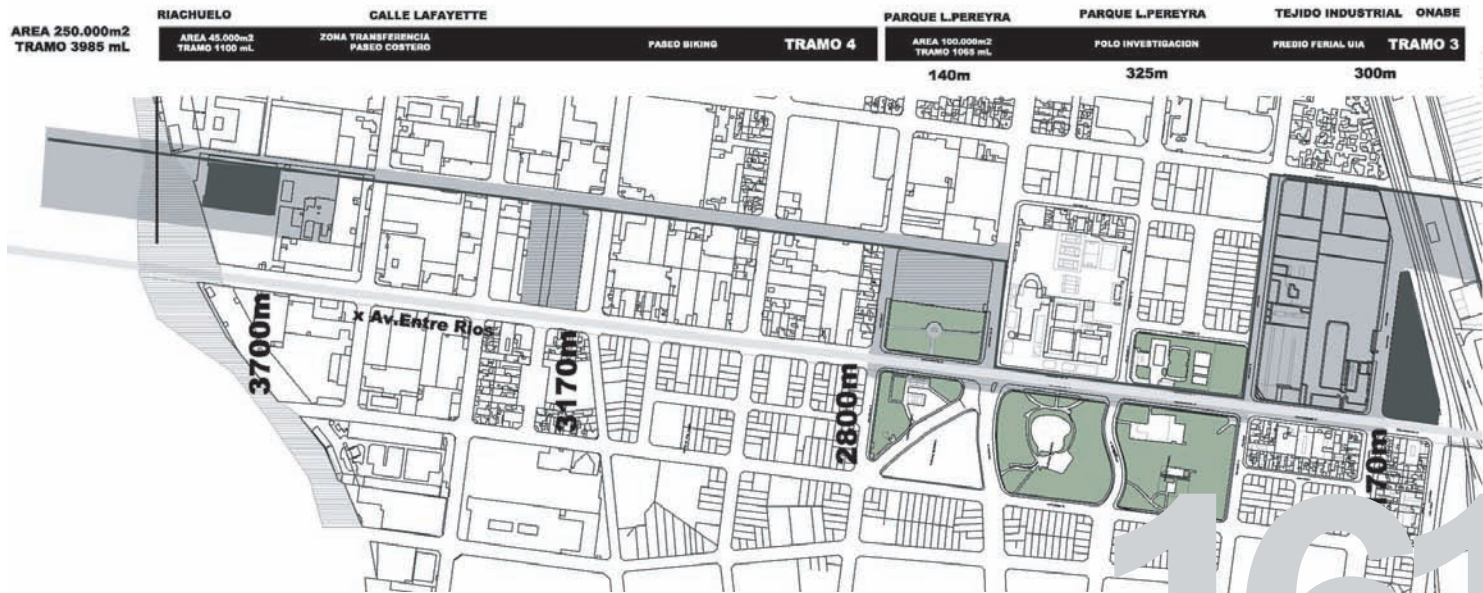 RIACHUELO CALLE LAFAYETTE PARQUE L.PEREYRA PARQUE L.PEREYRA TEJIDO INDUSTRIAL ONABE
AREA 250.000m2
TRAMO 3985 mL
AREA 45.000m2
TRAMO 1100 mL
ZONA TRANSFERENCIA
PASEO COSTERO
PASEO BIKING
TRAMO 4
AREA 100.000m2
TRAMO 1065 mL
POLO INVESTIGACION
PREDIO FERIAL UIA
TRAMO 3
140m 325m 300m
x Av.Entre Rios
3700m
3170m
2800m
170m
161